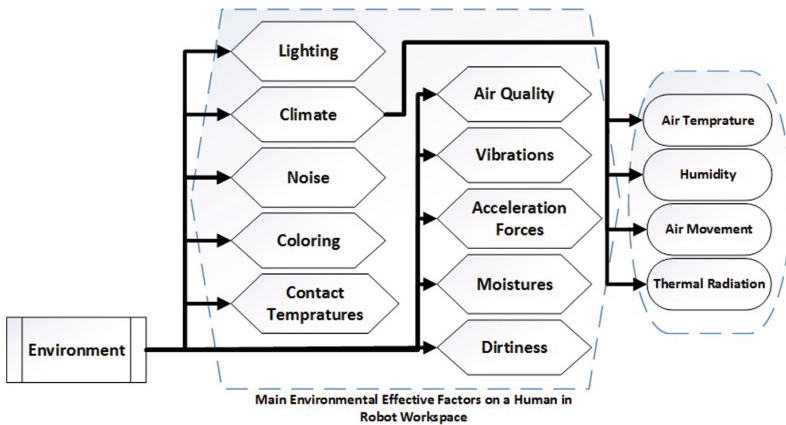 Lighting
Climate
Noise
Coloring
Contact
Tempratures
Environment
Air Quality
Vibrations
Acceleration
Forces
Moistures
Dirtiness
Air Temprature
Humidity
Air Movement
Thermal Radiation
Main Environmental Effective Factors on a Human in
Robot Workspace